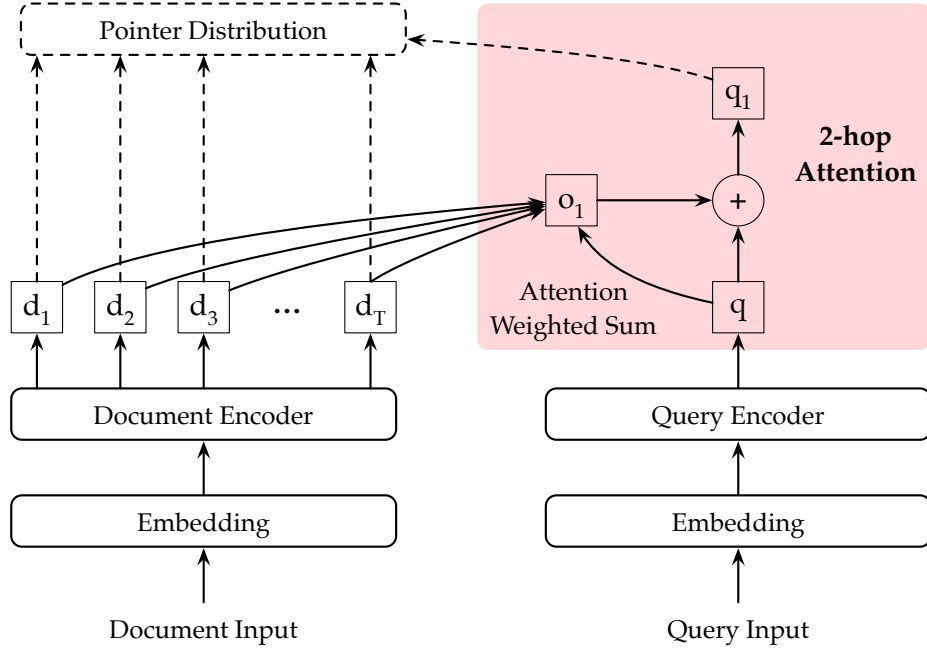 Pointer Distribution
q₁
2-hop
Attention
o₁
+
d₁ d₂ d₃ ... d_T
Attention
Weighted Sum
q
Document Encoder
Query Encoder
Embedding
Embedding
Document Input
Query Input